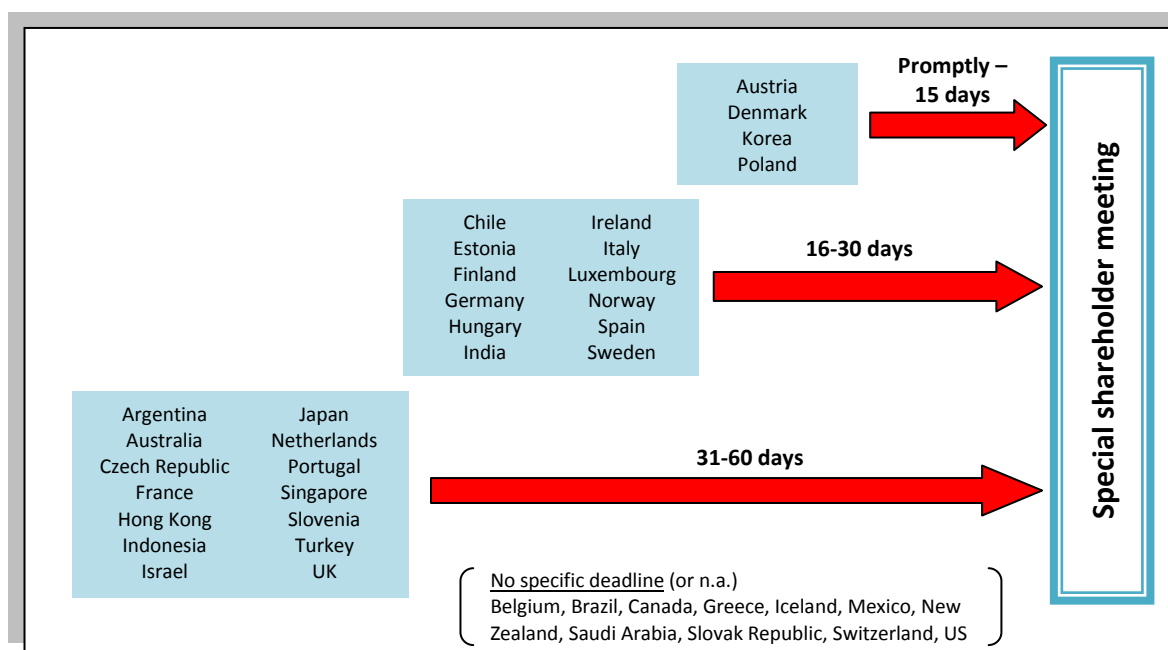 Promptly –
15 days
Austria
Denmark
Korea
Poland
16-30 days
Chile
Estonia
Finland
Germany
Hungary
India
Ireland
Italy
Luxembourg
Norway
Spain
Sweden
31-60 days
Argentina
Australia
Czech Republic
France
Hong Kong
Indonesia
Israel
Japan
Netherlands
Portugal
Singapore
Slovenia
Turkey
UK
Special shareholder meeting
No specific deadline (or n.a.)
Belgium, Brazil, Canada, Greece, Iceland, Mexico, New
Zealand, Saudi Arabia, Slovak Republic, Switzerland, US